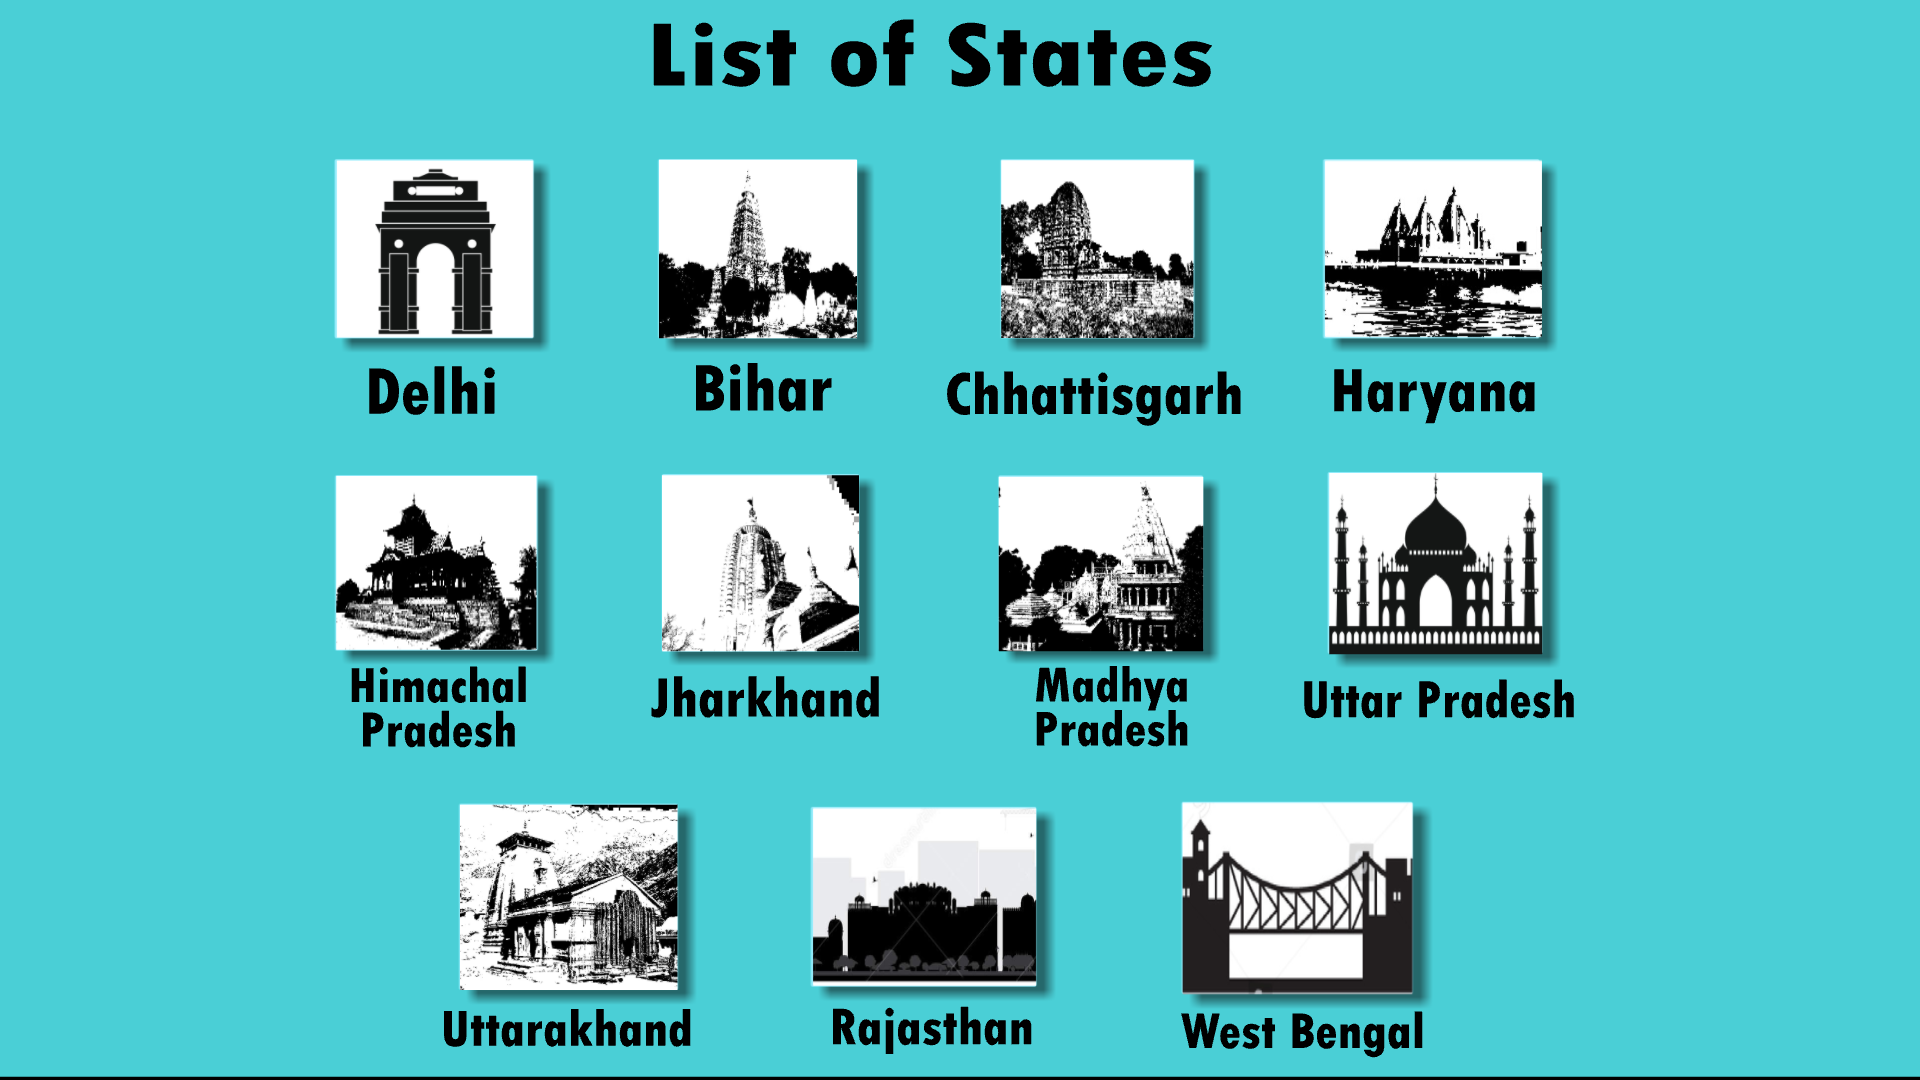 List of States
Delhi
Bihar
Chhattisgarh
Haryana
Himachal
Pradesh
Jharkhand
Madhya
Pradesh
Uttar Pradesh
Uttarakhand
Rajasthan
West Bengal